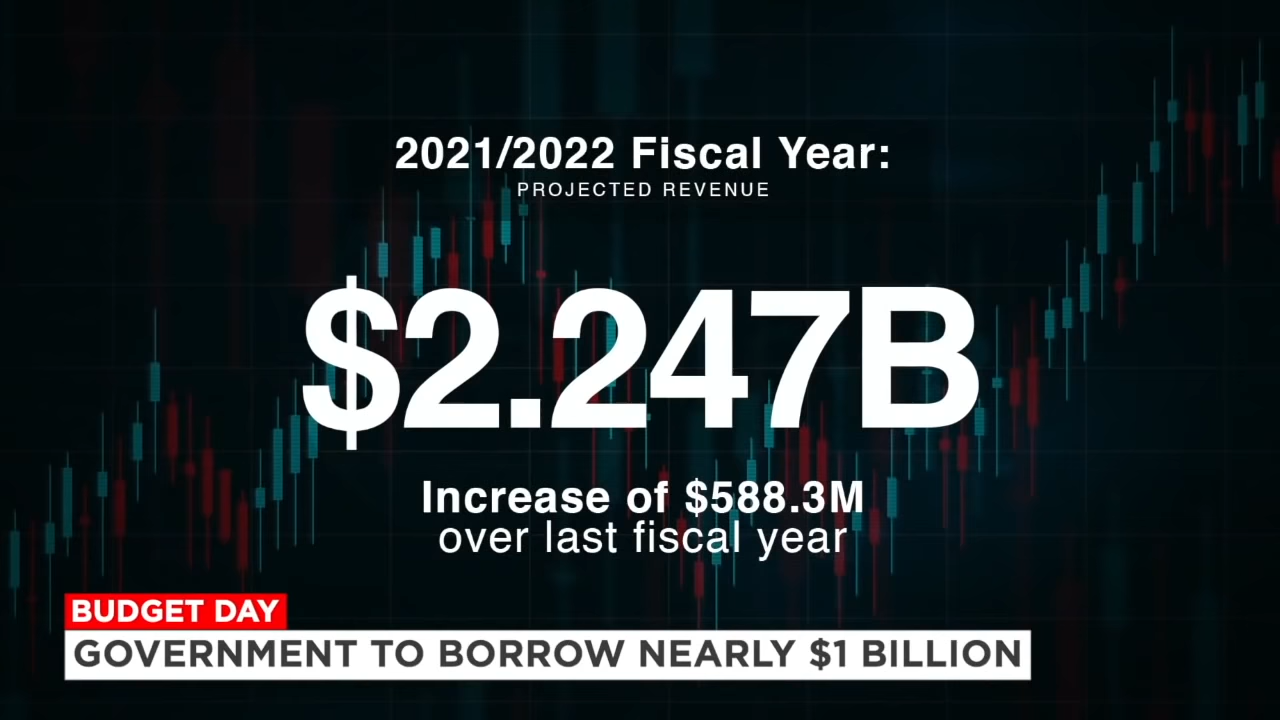 2021/2022 Fiscal Year:
PROJECTED REVENUE
$2.247B
Increase of $588.3M
over last fiscal year
BUDGET DAY
GOVERNMENT TO BORROW NEARLY $1 BILLION